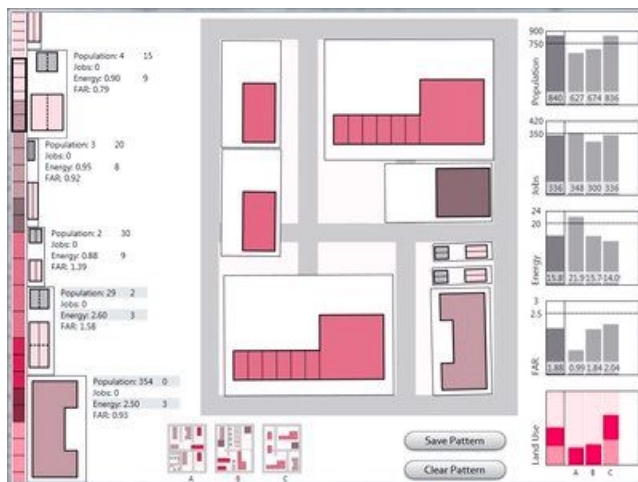 Population: 4 15
Jobs: 0
Energy: 0.90 9
FAR: 0.79
Population: 3 20
Jobs: 0
Energy: 0.95 8
FAR: 0.92
Population: 2 30
Jobs: 0
Energy: 0.88 9
FAR: 1.39
Population: 29 2
Jobs: 0
Energy: 2.60 3
FAR: 1.58
Population: 354 0
Jobs: 0
Energy: 2.50 3
FAR: 0.93
A B C
Save Pattern
Clear Pattern
900
750
Population
840 627 674 836
420
350
Jobs
336 348 300 336
24
20
Energy
15.8 21.9 15.7 14.0
3
2.5
FAR
1.88 0.99 1.84 2.04
Land Use
A B C